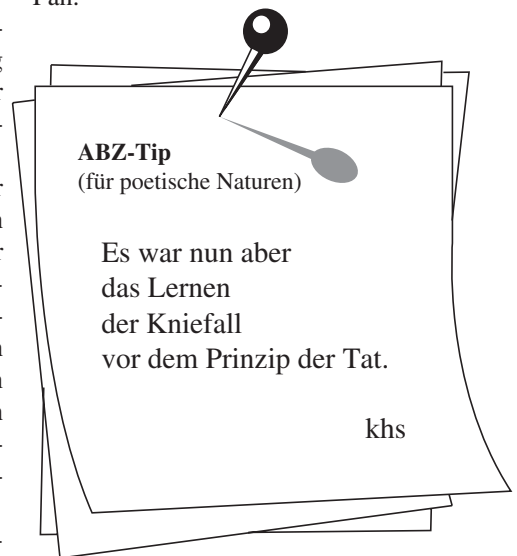 Fall.
ABZ-Tip
(für poetische Naturen)
Es war nun aber
das Lernen
der Kniefall
vor dem Prinzip der Tat.
khs